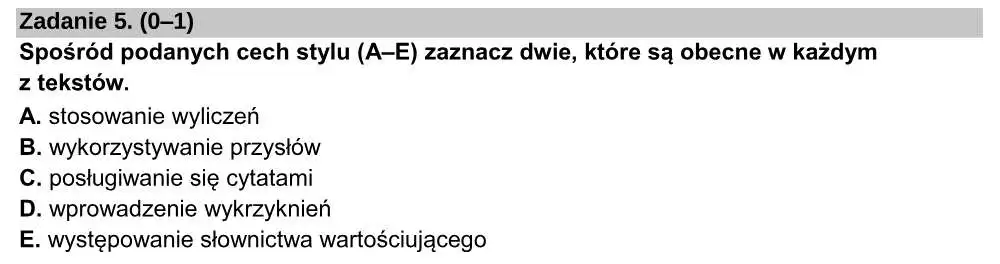 Zadanie 5. (0–1)
Spośród podanych cech stylu (A–E) zaznacz dwie, które są obecne w każdym
z tekstów.
A. stosowanie wyliczeń
B. wykorzystywanie przysłów
C. posługiwanie się cytatami
D. wprowadzenie wykrzyknień
E. występowanie słownictwa wartościującego